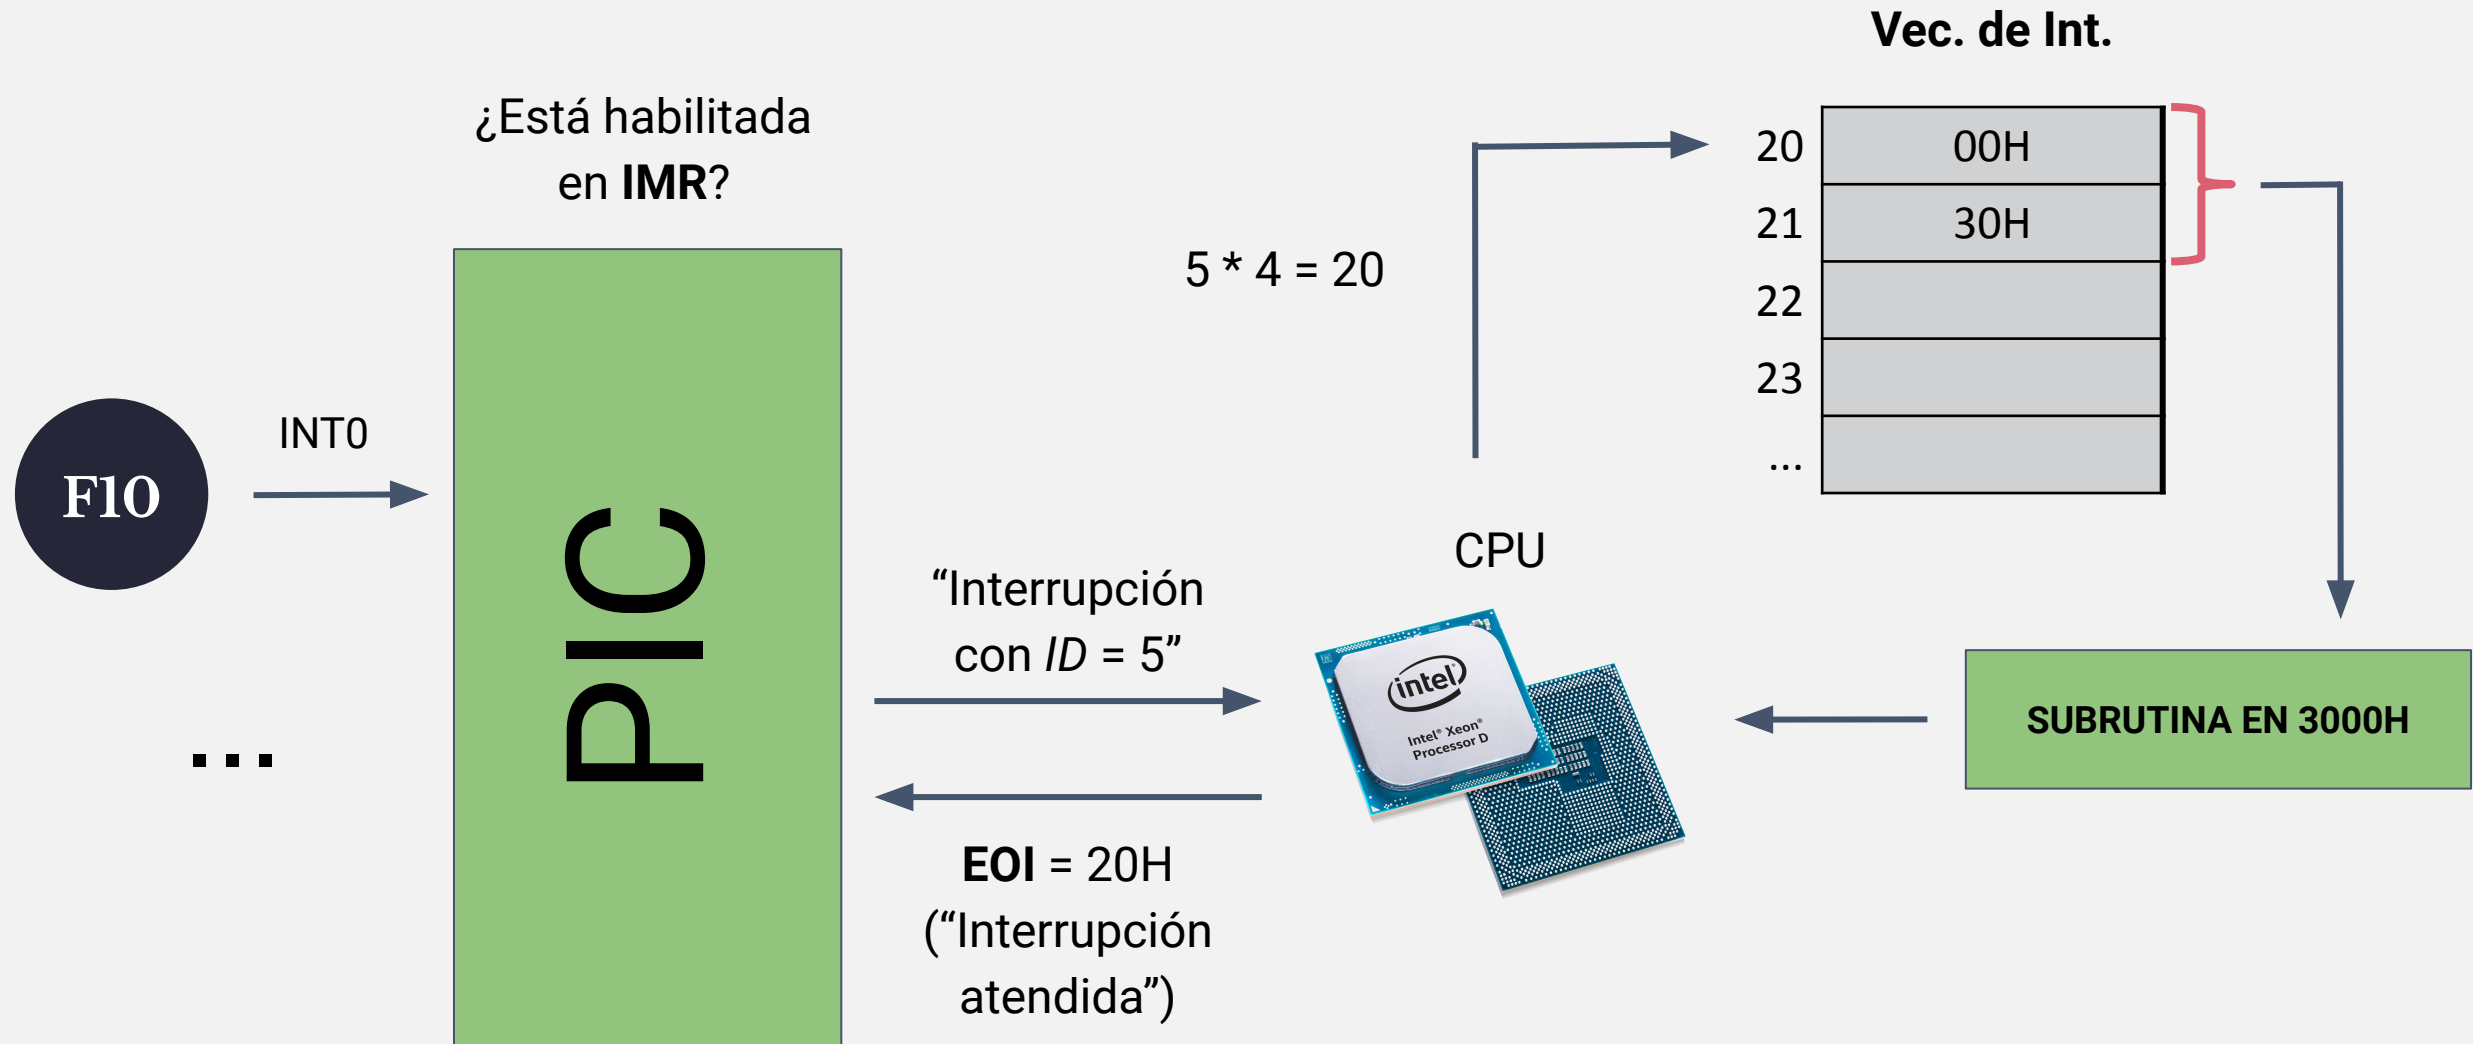 Vec. de Int.
¿Está habilitada
en IMR?
20 00H
21 30H
22
23
...
5 * 4 = 20
F10
INT0
PIC
...
“Interrupción
con ID = 5”
CPU
intel
Intel® Xeon®
Processor D
SUBRUTINA EN 3000H
EOI = 20H
(“Interrupción
atendida”)